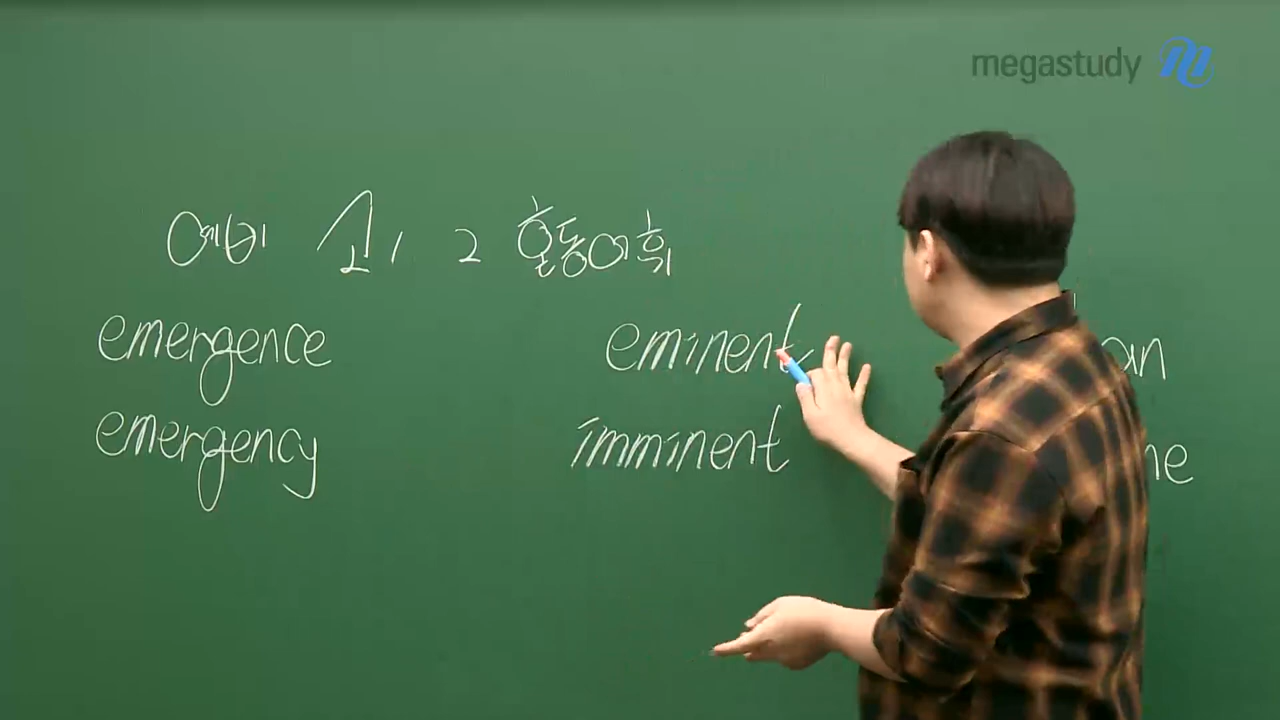 megastudy
예비 고1 2 혼동어휘
emergence eminent
emergency imminent